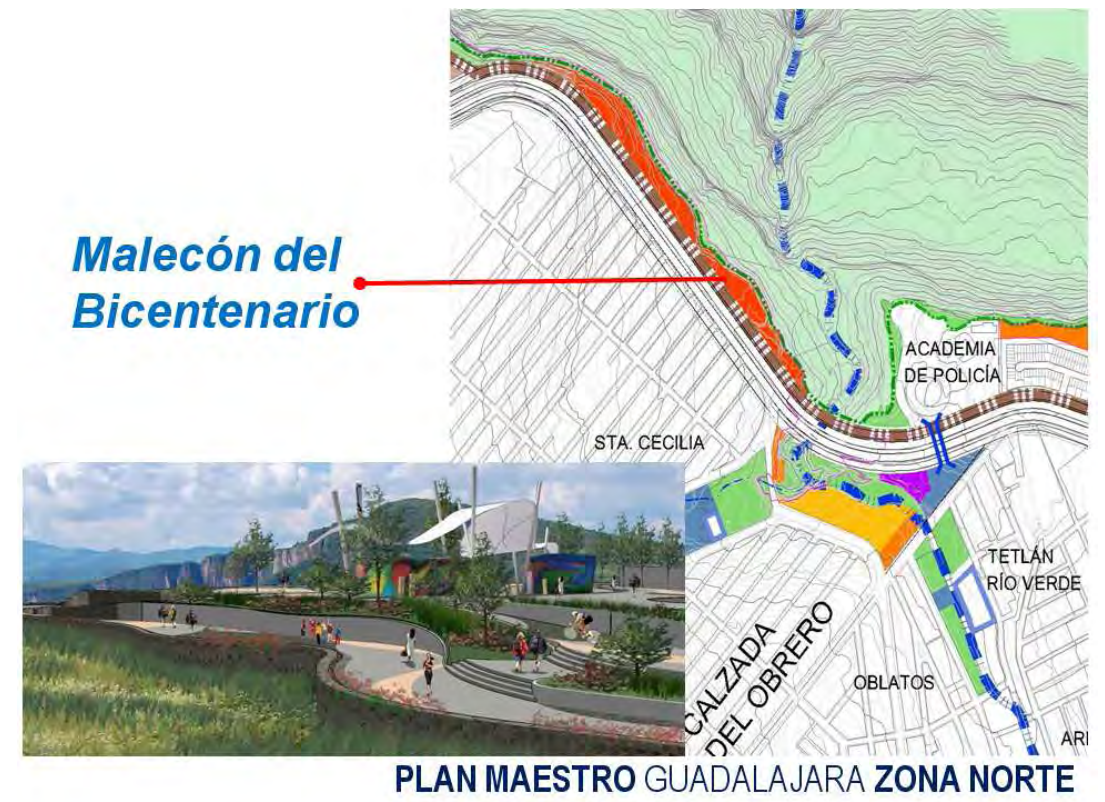 Malecón del
Bicentenario
ACADEMIA
DE POLICÍA
STA. CECILIA
TETLÁN
RÍO VERDE
CALZADA
DEL OBRERO
OBLATOS
ARI
PLAN MAESTRO GUADALAJARA ZONA NORTE